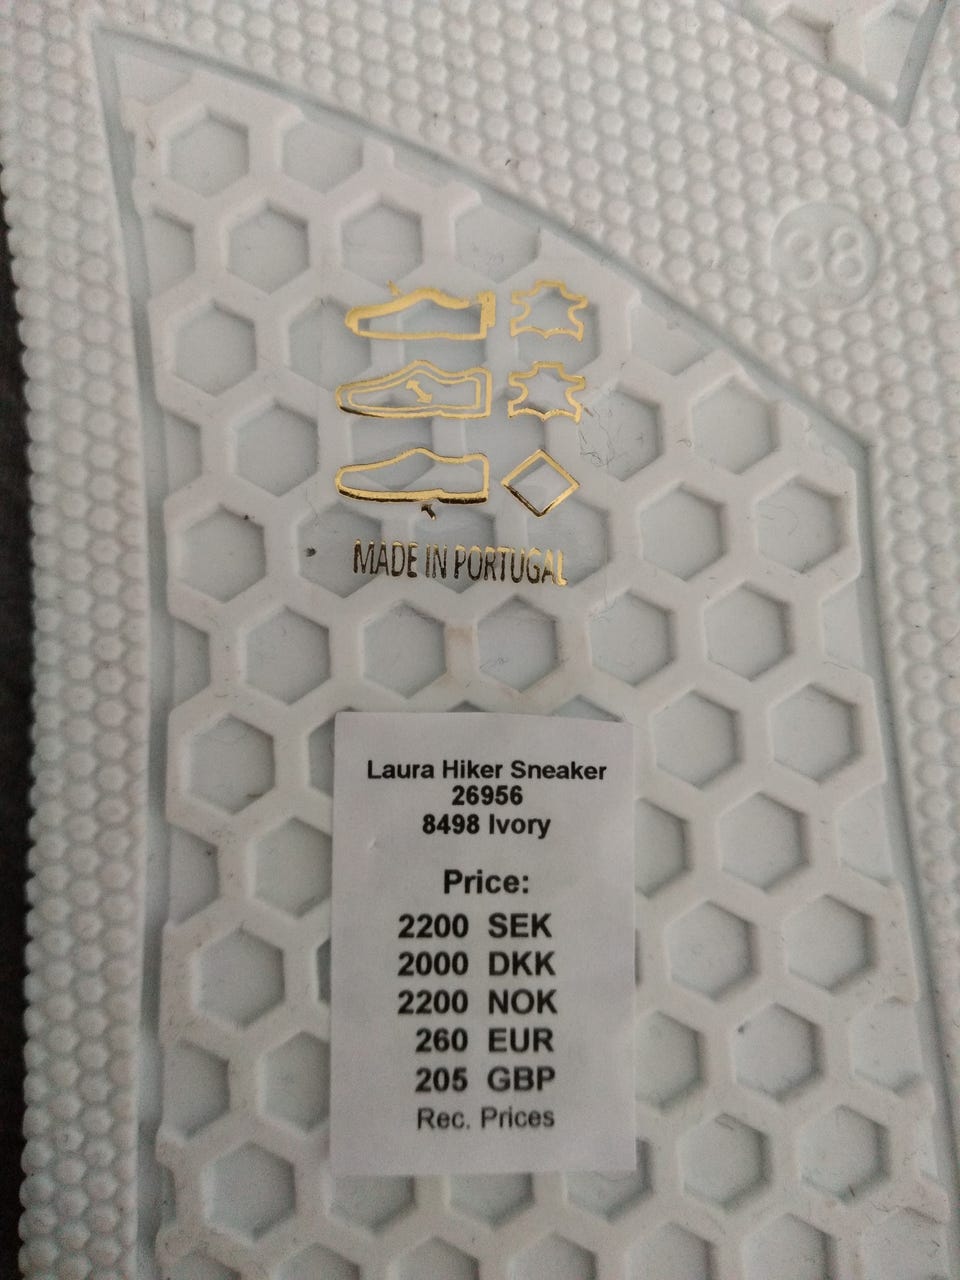 38
MADE IN PORTUGAL
Laura Hiker Sneaker
26956
8498 Ivory
Price:
2200 SEK
2000 DKK
2200 NOK
260 EUR
205 GBP
Rec. Prices